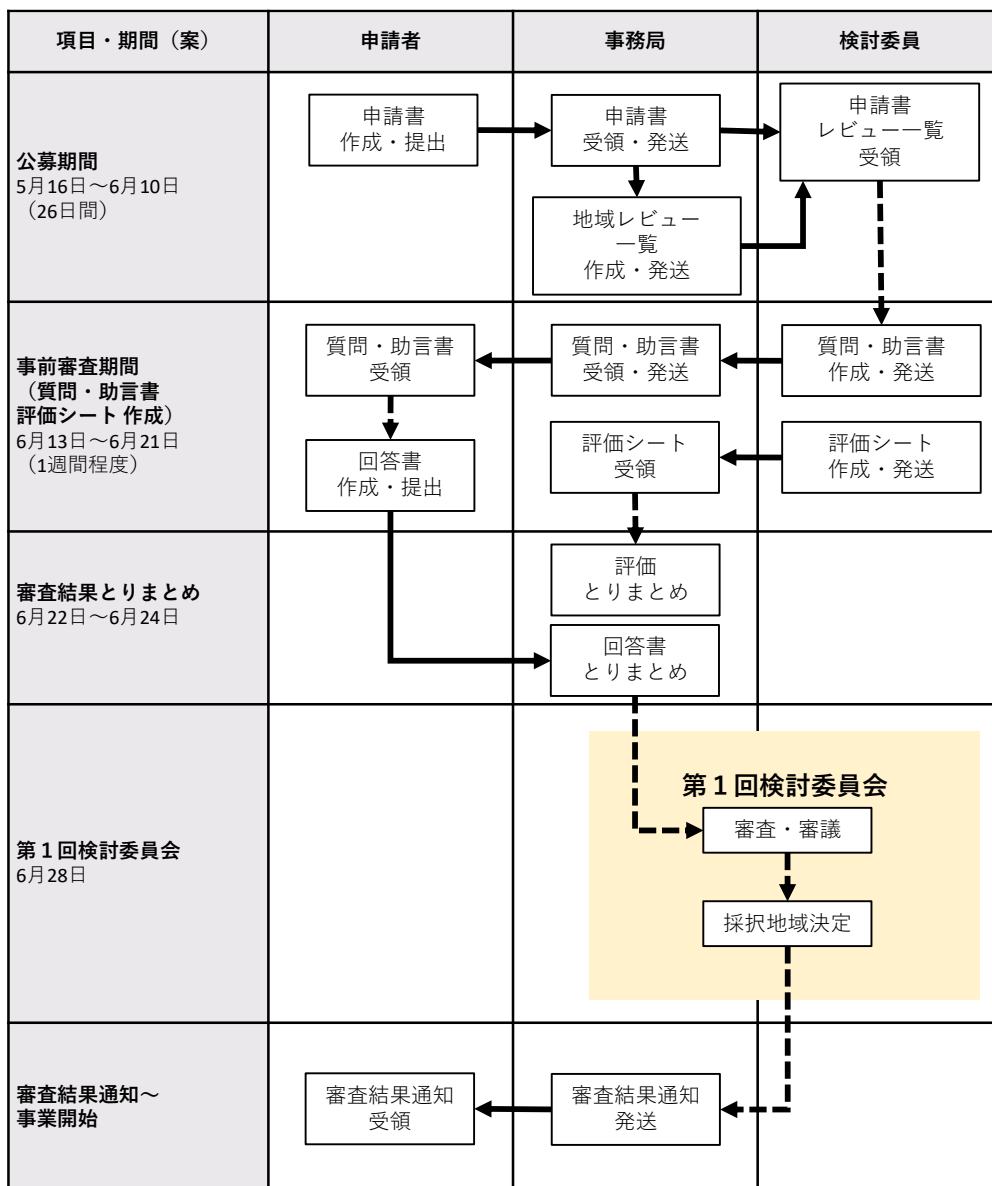 項目・期間（案）
申請者
事務局
検討委員
公募期間
5月16日～6月10日
（26日間）
申請書
作成・提出
申請書
受領・発送
申請書
レビュー一覧
受領
地域レビュー
一覧
作成・発送
事前審査期間
（質問・助言書
評価シート 作成）
6月13日～6月21日
（1週間程度）
質問・助言書
受領
質問・助言書
受領・発送
質問・助言書
作成・発送
回答書
作成・提出
評価シート
受領
評価シート
作成・発送
審査結果とりまとめ
6月22日～6月24日
評価
とりまとめ
回答書
とりまとめ
第１回検討委員会
6月28日
第１回検討委員会
審査・審議
採択地域決定
審査結果通知～
事業開始
審査結果通知
受領
審査結果通知
発送